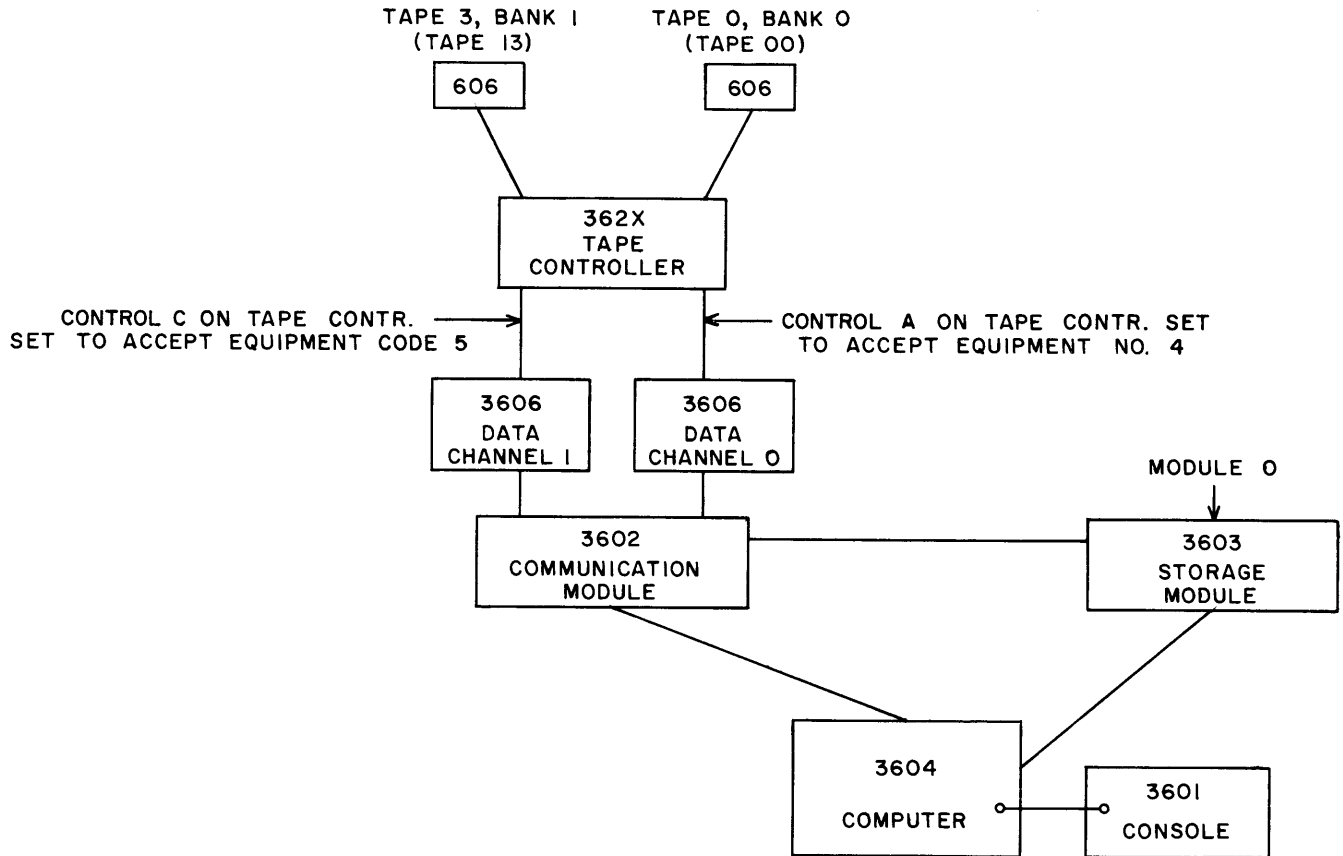 TAPE 3, BANK 1
(TAPE 13)
TAPE 0, BANK 0
(TAPE 00)
606
606
362X
TAPE
CONTROLLER
CONTROL C ON TAPE CONTR.
SET TO ACCEPT EQUIPMENT CODE 5
CONTROL A ON TAPE CONTR. SET
TO ACCEPT EQUIPMENT NO. 4
3606
DATA
CHANNEL 1
3606
DATA
CHANNEL 0
MODULE 0
3602
COMMUNICATION
MODULE
3603
STORAGE
MODULE
3604
COMPUTER
3601
CONSOLE